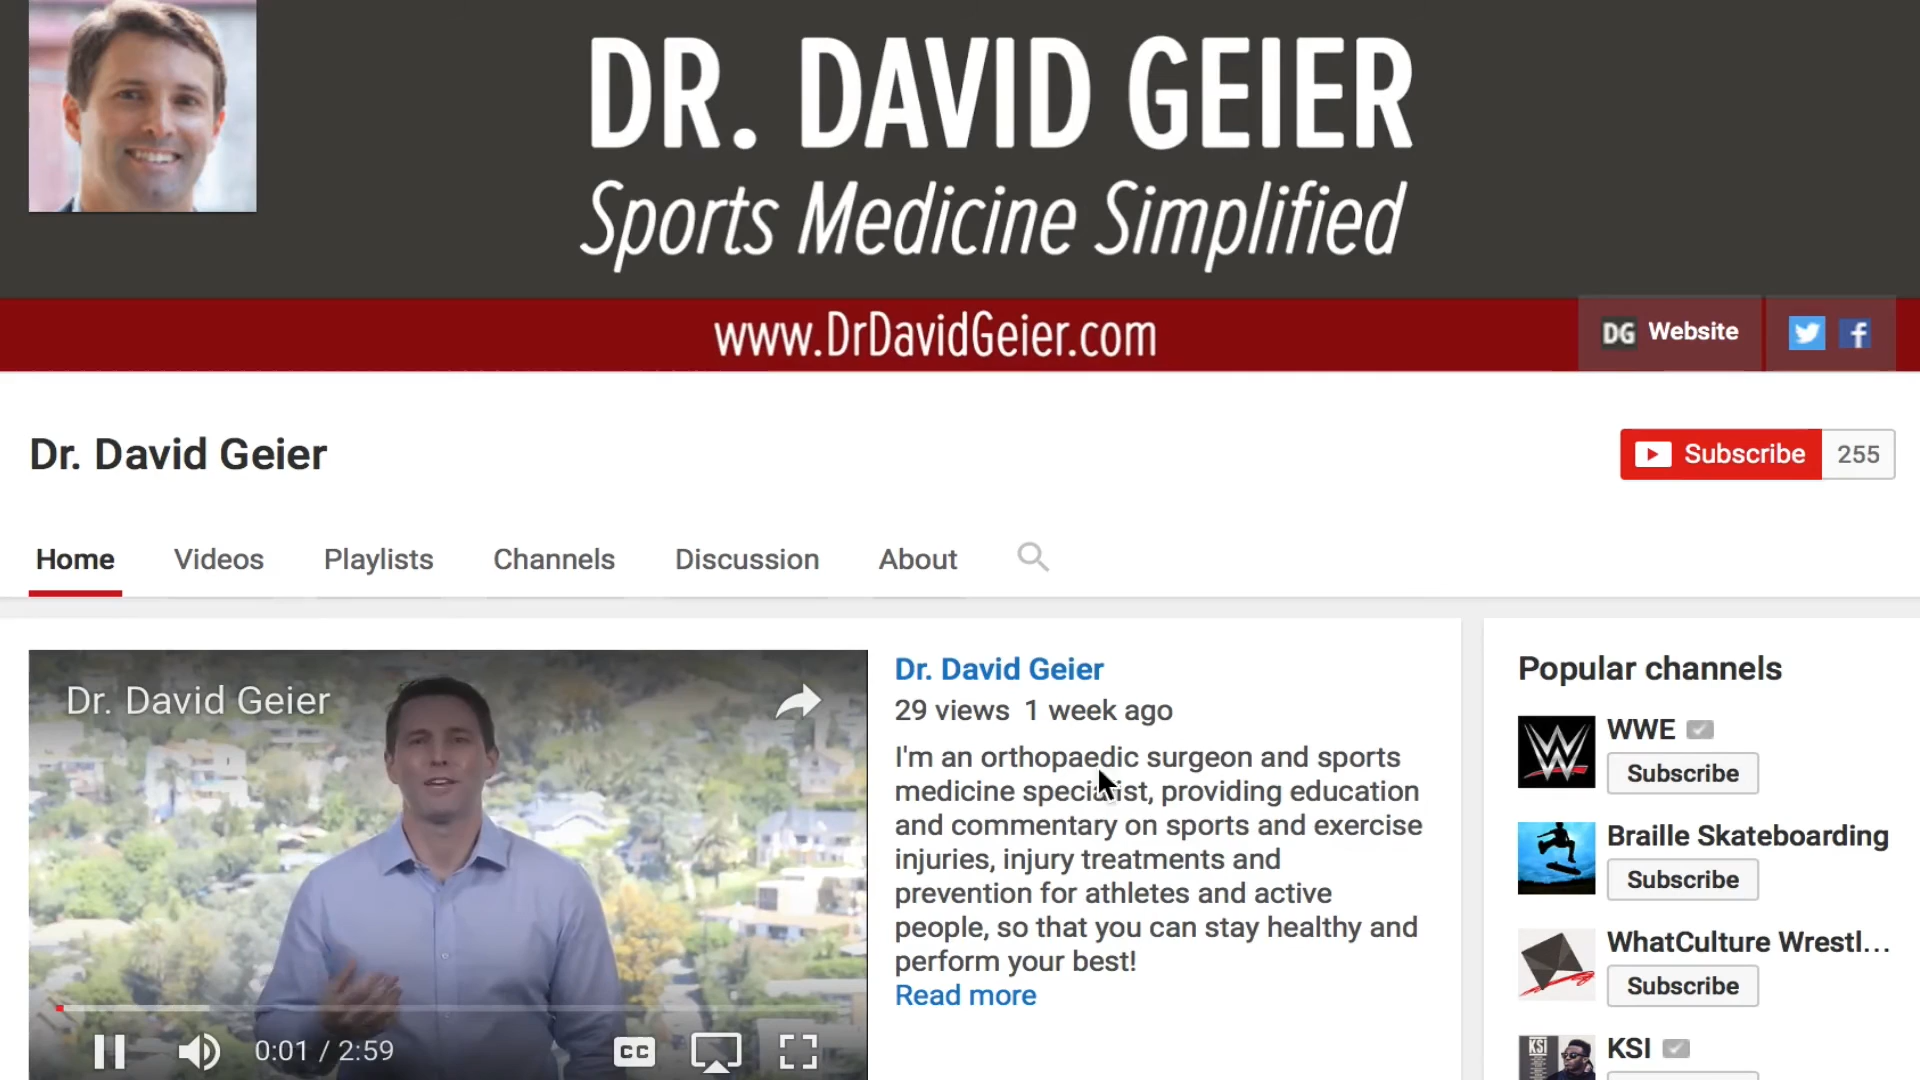 DR. DAVID GEIER
Sports Medicine Simplified
www.DrDavidGeier.com
DG Website
Dr. David Geier
Subscribe 255
Home Videos Playlists Channels Discussion About
Dr. David Geier
0:01 / 2:59
CC
Dr. David Geier
29 views 1 week ago
I'm an orthopaedic surgeon and sports
medicine specialist, providing education
and commentary on sports and exercise
injuries, injury treatments and
prevention for athletes and active
people, so that you can stay healthy and
perform your best!
Read more
Popular channels
WWE
Subscribe
Braille Skateboarding
Subscribe
WhatCulture Wrestl...
Subscribe
KSI
KSI